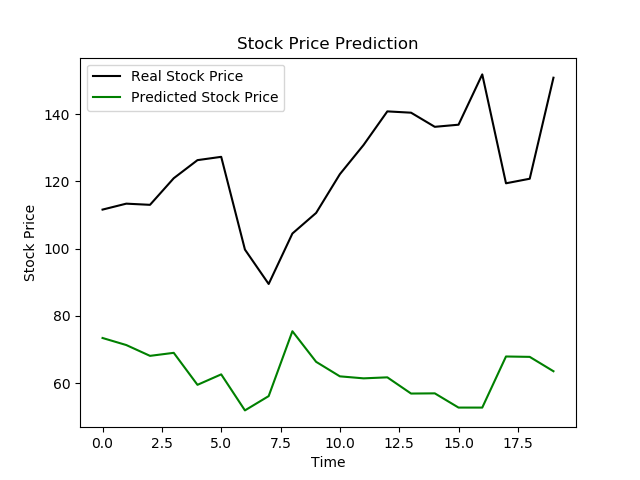 Stock Price Prediction
Real Stock Price
Predicted Stock Price
Stock Price
140
120
100
80
60
0.0 2.5 5.0 7.5 10.0 12.5 15.0 17.5
Time